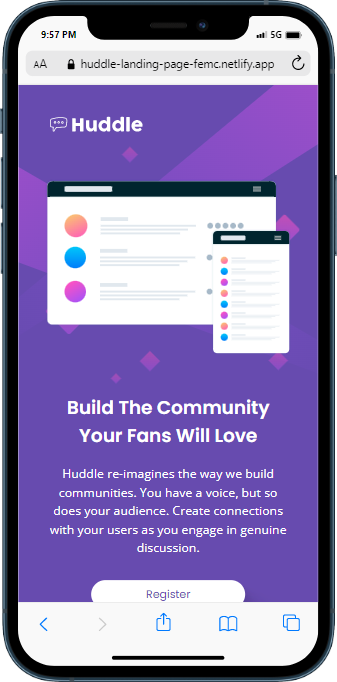 9:57 PM
5G
AA
huddle-landing-page-femc.netlify.app
Huddle
Build The Community
Your Fans Will Love
Huddle re-imagines the way we build
communities. You have a voice, but so
does your audience. Create connections
with your users as you engage in genuine
discussion.
Register